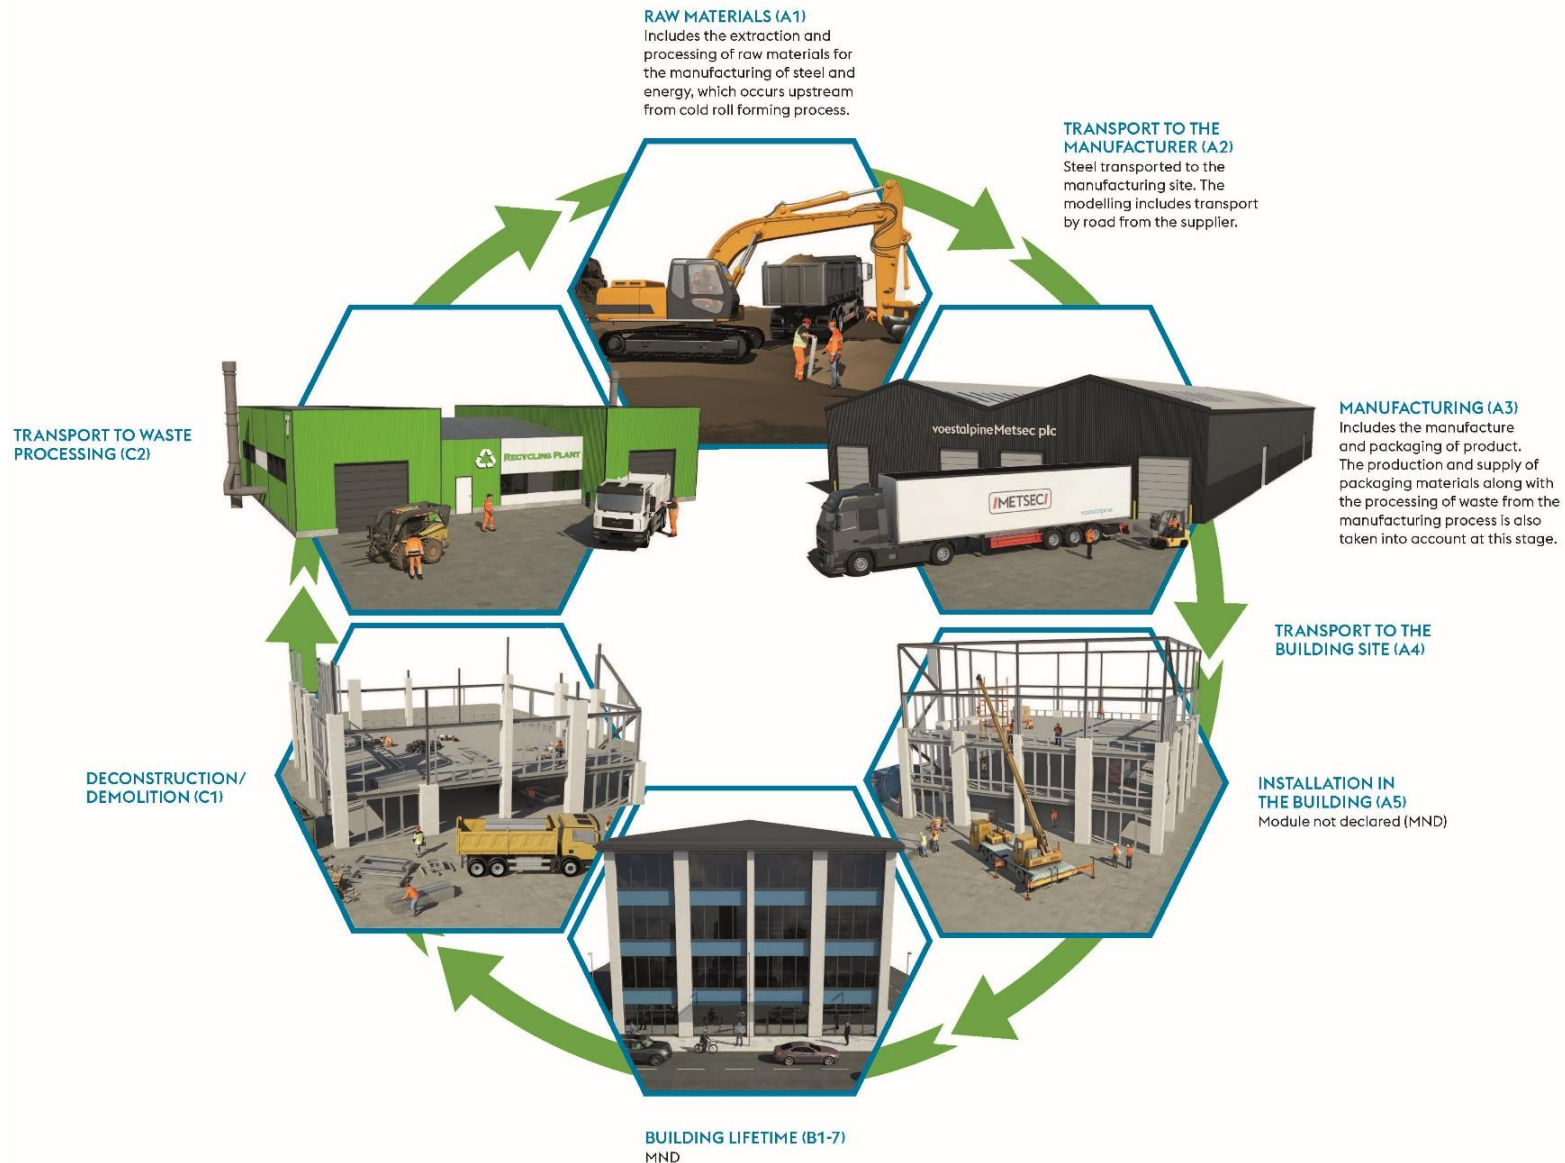 RAW MATERIALS (A1)
Includes the extraction and
processing of raw materials for
the manufacturing of steel and
energy, which occurs upstream
from cold roll forming process.
TRANSPORT TO THE
MANUFACTURER (A2)
Steel transported to the
manufacturing site. The
modelling includes transport
by road from the supplier.
MANUFACTURING (A3)
Includes the manufacture
and packaging of product.
The production and supply of
packaging materials along with
the processing of waste from the
manufacturing process is also
taken into account at this stage.
voestalpine Metsec plc
METSEC
voestalpine
TRANSPORT TO THE
BUILDING SITE (A4)
INSTALLATION IN
THE BUILDING (A5)
Module not declared (MND)
BUILDING LIFETIME (B1-7)
MND
DECONSTRUCTION/
DEMOLITION (C1)
TRANSPORT TO WASTE
PROCESSING (C2)
RECYCLING PLANT